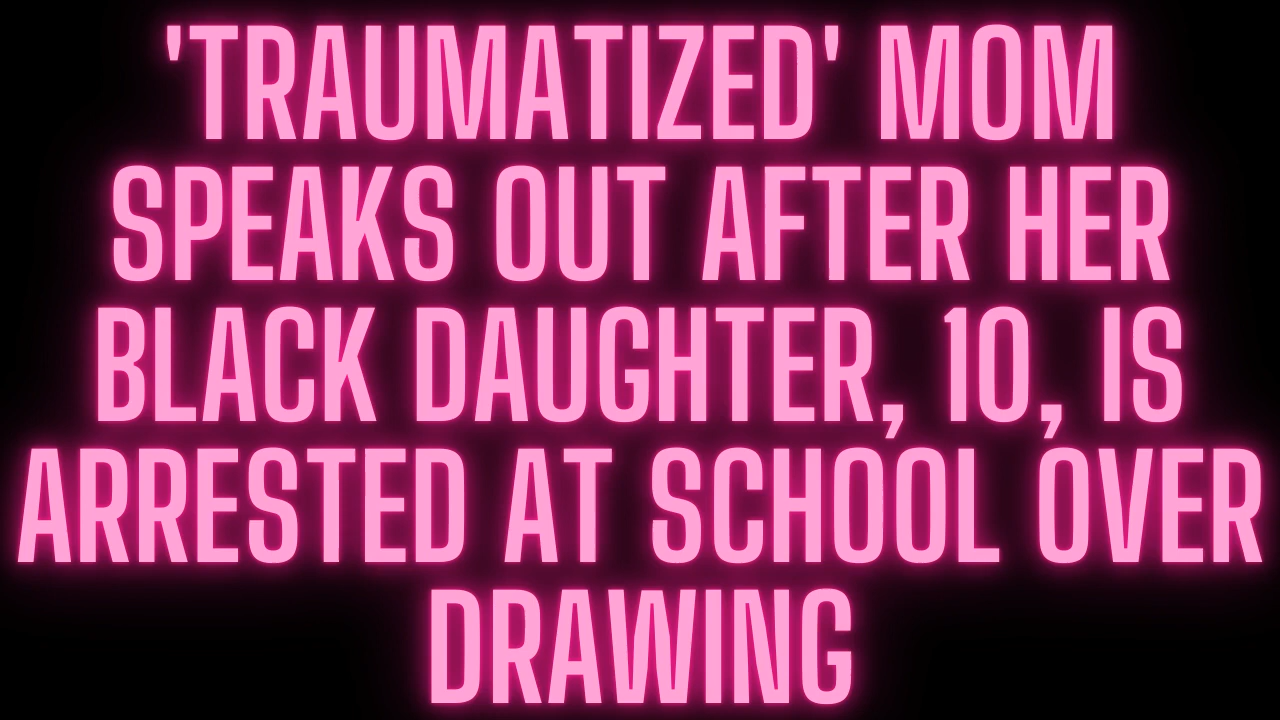 'TRAUMATIZED' MOM
SPEAKS OUT AFTER HER
BLACK DAUGHTER, 10, IS
ARRESTED AT SCHOOL OVER
DRAWING